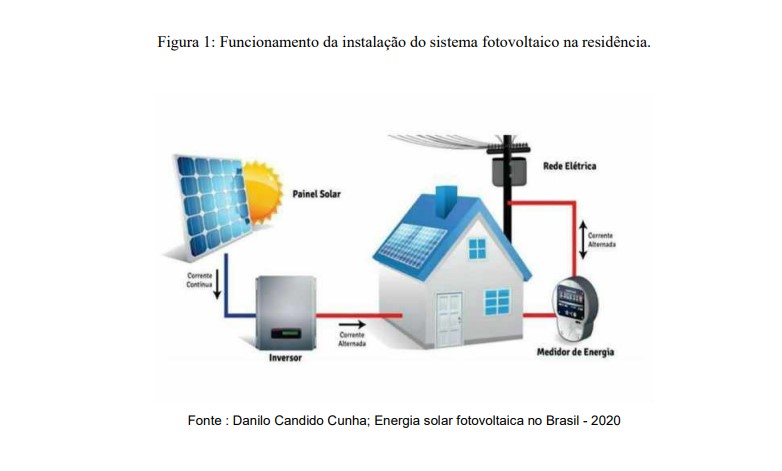 Figura 1: Funcionamento da instalação do sistema fotovoltaico na residência.
Rede Elétrica
Painel Solar
Corrente
Alternada
Corrente
Contínua
Corrente
Alternada
Inversor
Medidor de Energia
Fonte : Danilo Candido Cunha; Energia solar fotovoltaica no Brasil - 2020